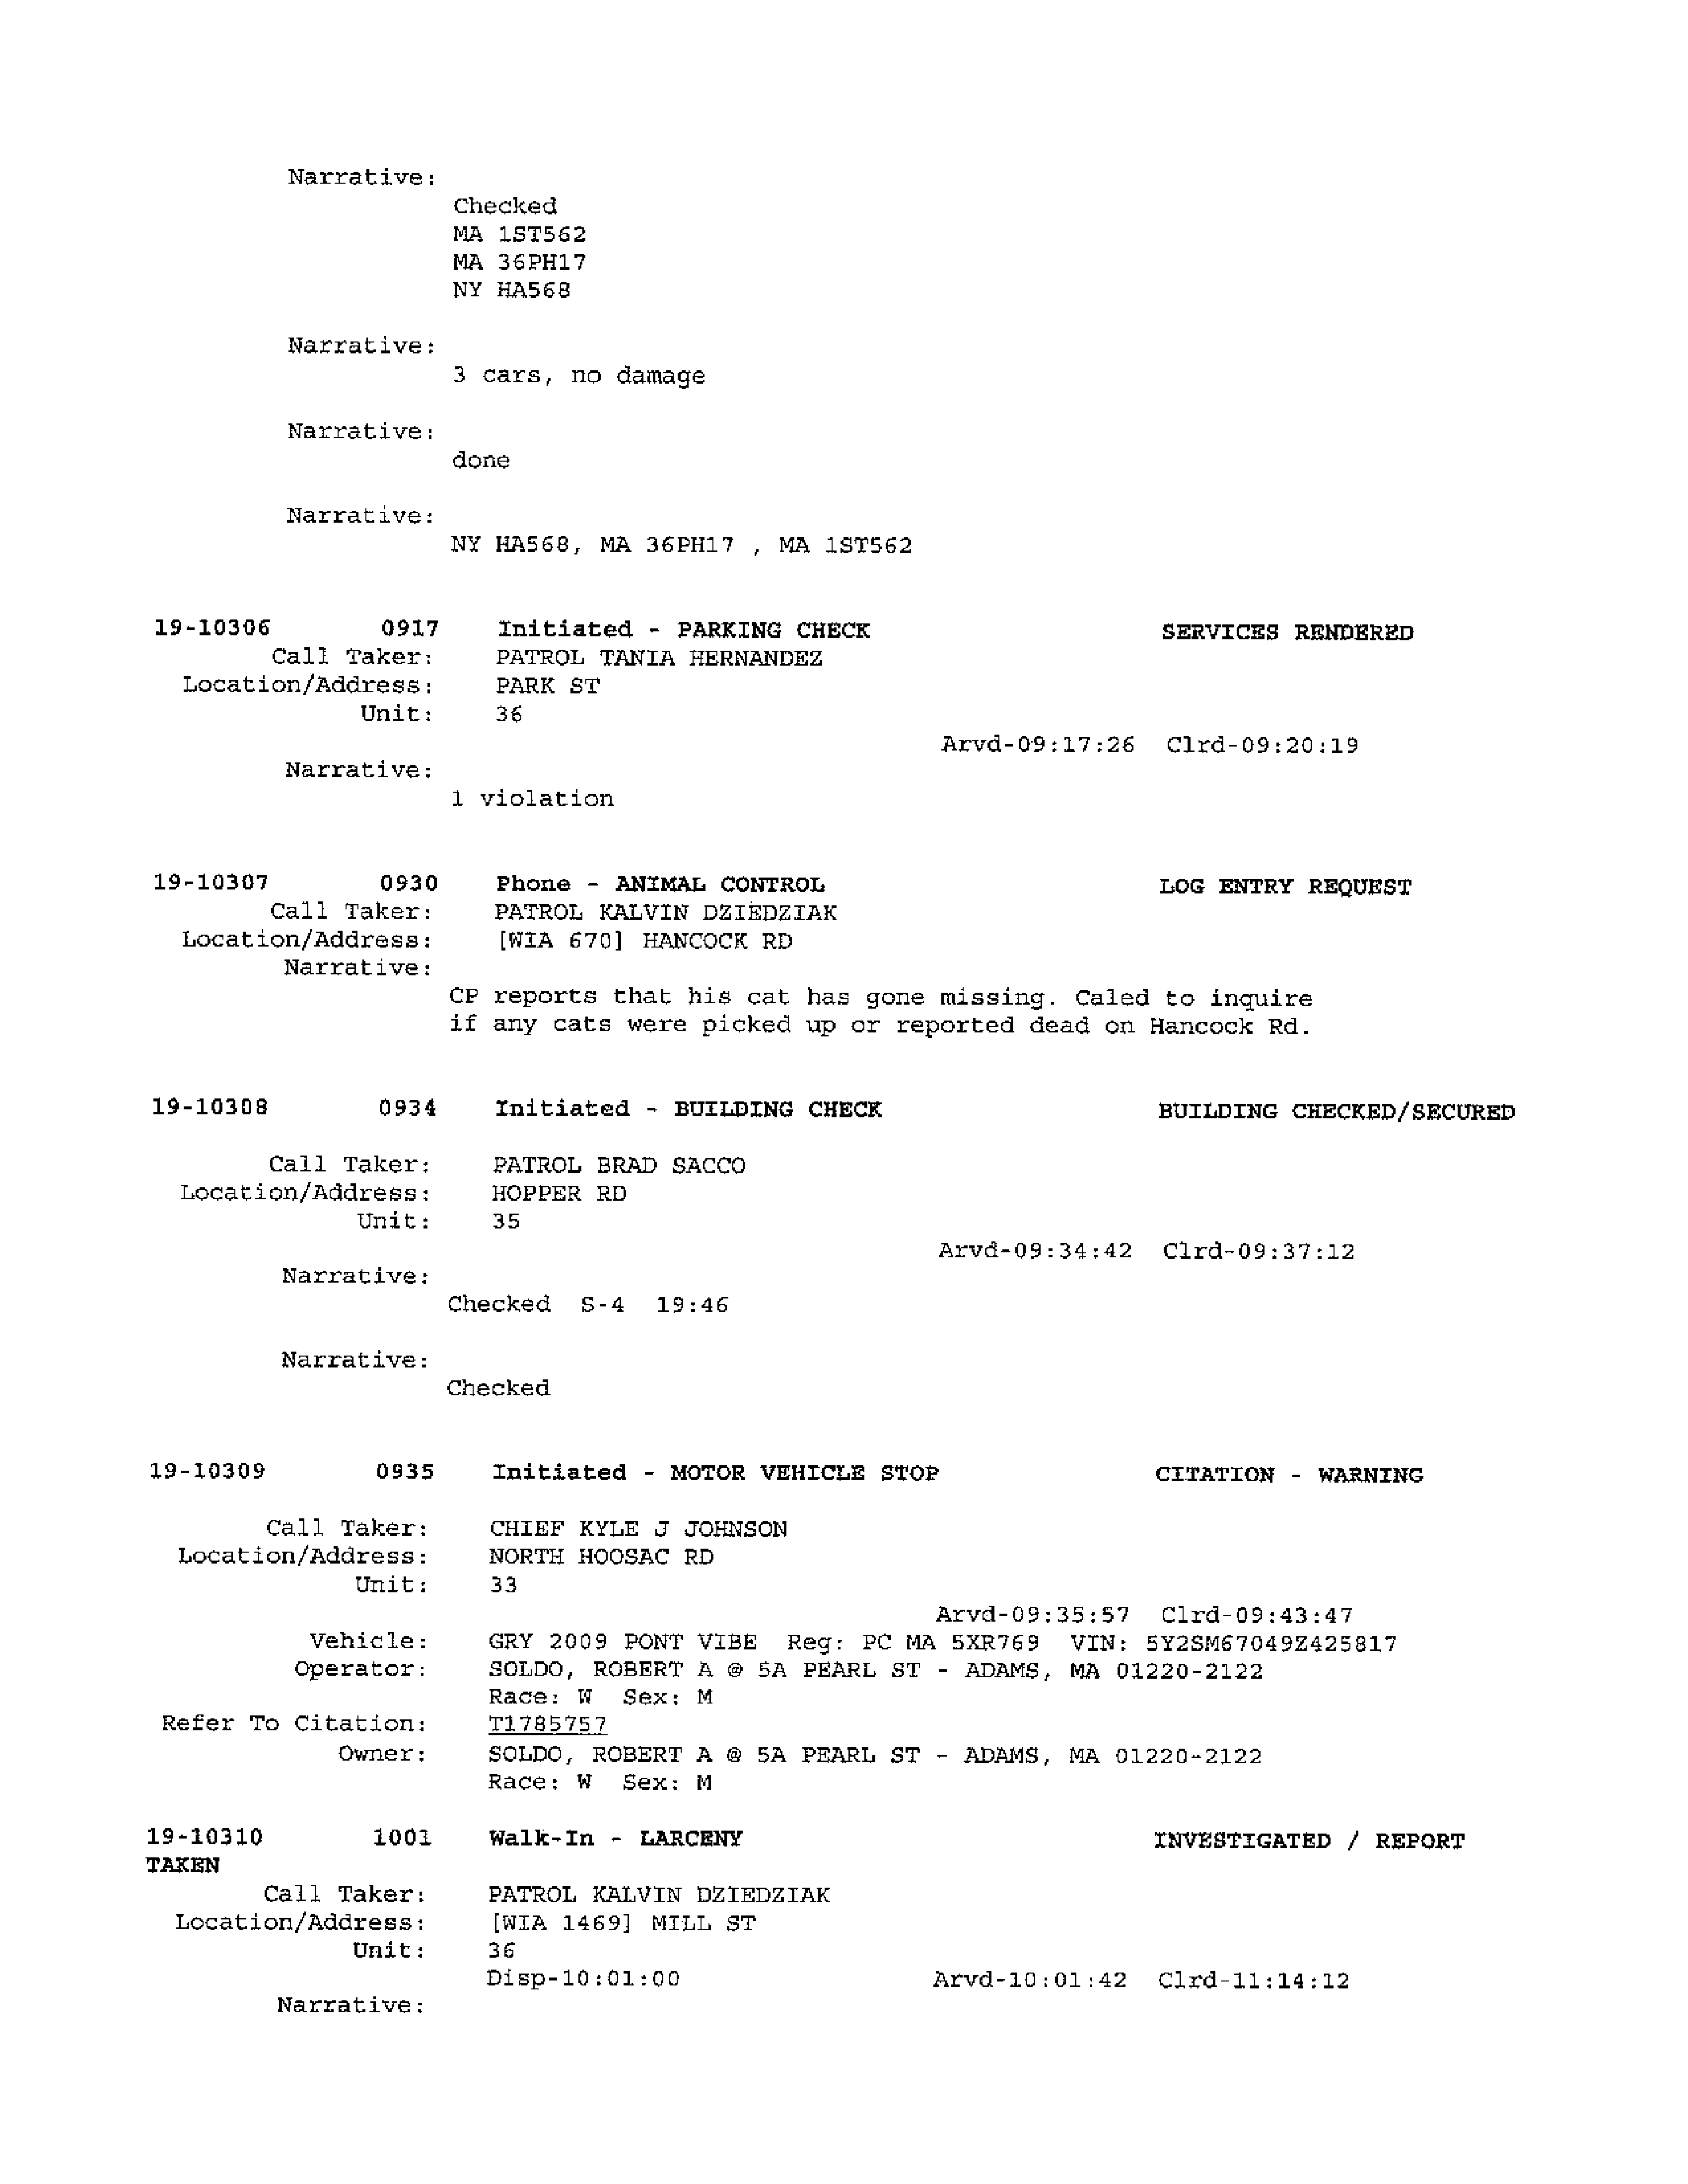 Narrative:
Checked
MA 1ST562
MA 36PH17
NY HA568
Narrative:
3 cars, no damage
Narrative:
done
Narrative:
NY HA568, MA 36PH17 , MA 1ST562
19-10306 0917 Initiated - PARKING CHECK SERVICES RENDERED
Call Taker: PATROL TANIA HERNANDEZ
Location/Address: PARK ST
Unit: 36
Arvd-09:17:26 Clrd-09:20:19
Narrative:
1 violation
19-10307 0930 Phone - ANIMAL CONTROL LOG ENTRY REQUEST
Call Taker: PATROL KALVIN DZIEDZIAK
Location/Address: [WIA 670] HANCOCK RD
Narrative:
CP reports that his cat has gone missing. Caled to inquire
if any cats were picked up or reported dead on Hancock Rd.
19-10308 0934 Initiated - BUILDING CHECK BUILDING CHECKED/SECURED
Call Taker: PATROL BRAD SACCO
Location/Address: HOPPER RD
Unit: 35
Arvd-09:34:42 Clrd-09:37:12
Narrative:
Checked S-4 19:46
Narrative:
Checked
19-10309 0935 Initiated - MOTOR VEHICLE STOP CITATION - WARNING
Call Taker: CHIEF KYLE J JOHNSON
Location/Address: NORTH HOOSAC RD
Unit: 33
Arvd-09:35:57 Clrd-09:43:47
Vehicle: GRY 2009 PONT VIBE Reg: PC MA 5XR769 VIN: 5Y2SM67049Z425817
Operator: SOLDO, ROBERT A @ 5A PEARL ST - ADAMS, MA 01220-2122
Race: W Sex: M
Refer To Citation: T1785757
Owner: SOLDO, ROBERT A @ 5A PEARL ST - ADAMS, MA 01220-2122
Race: W Sex: M
19-10310 1001 Walk-In - LARCENY INVESTIGATED / REPORT
TAKEN
Call Taker: PATROL KALVIN DZIEDZIAK
Location/Address: [WIA 1469] MILL ST
Unit: 36
Disp-10:01:00 Arvd-10:01:42 Clrd-11:14:12
Narrative: